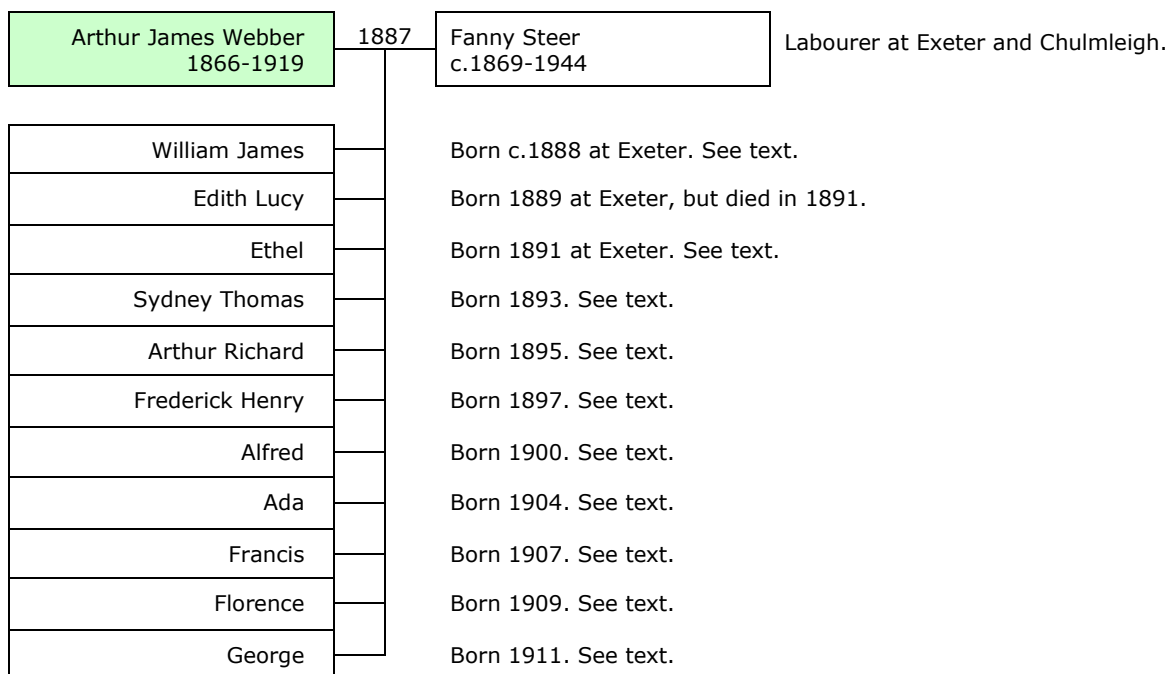 Arthur James Webber
1866-1919
1887
Fanny Steer
c.1869-1944
Labourer at Exeter and Chulmleigh.
William James
Born c.1888 at Exeter. See text.
Edith Lucy
Born 1889 at Exeter, but died in 1891.
Ethel
Born 1891 at Exeter. See text.
Sydney Thomas
Born 1893. See text.
Arthur Richard
Born 1895. See text.
Frederick Henry
Born 1897. See text.
Alfred
Born 1900. See text.
Ada
Born 1904. See text.
Francis
Born 1907. See text.
Florence
Born 1909. See text.
George
Born 1911. See text.